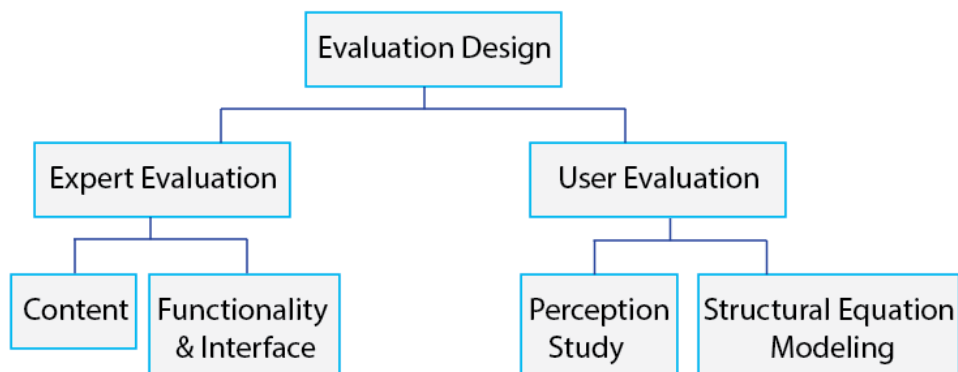 Evaluation Design
Expert Evaluation
User Evaluation
Content
Functionality
& Interface
Perception
Study
Structural Equation
Modeling